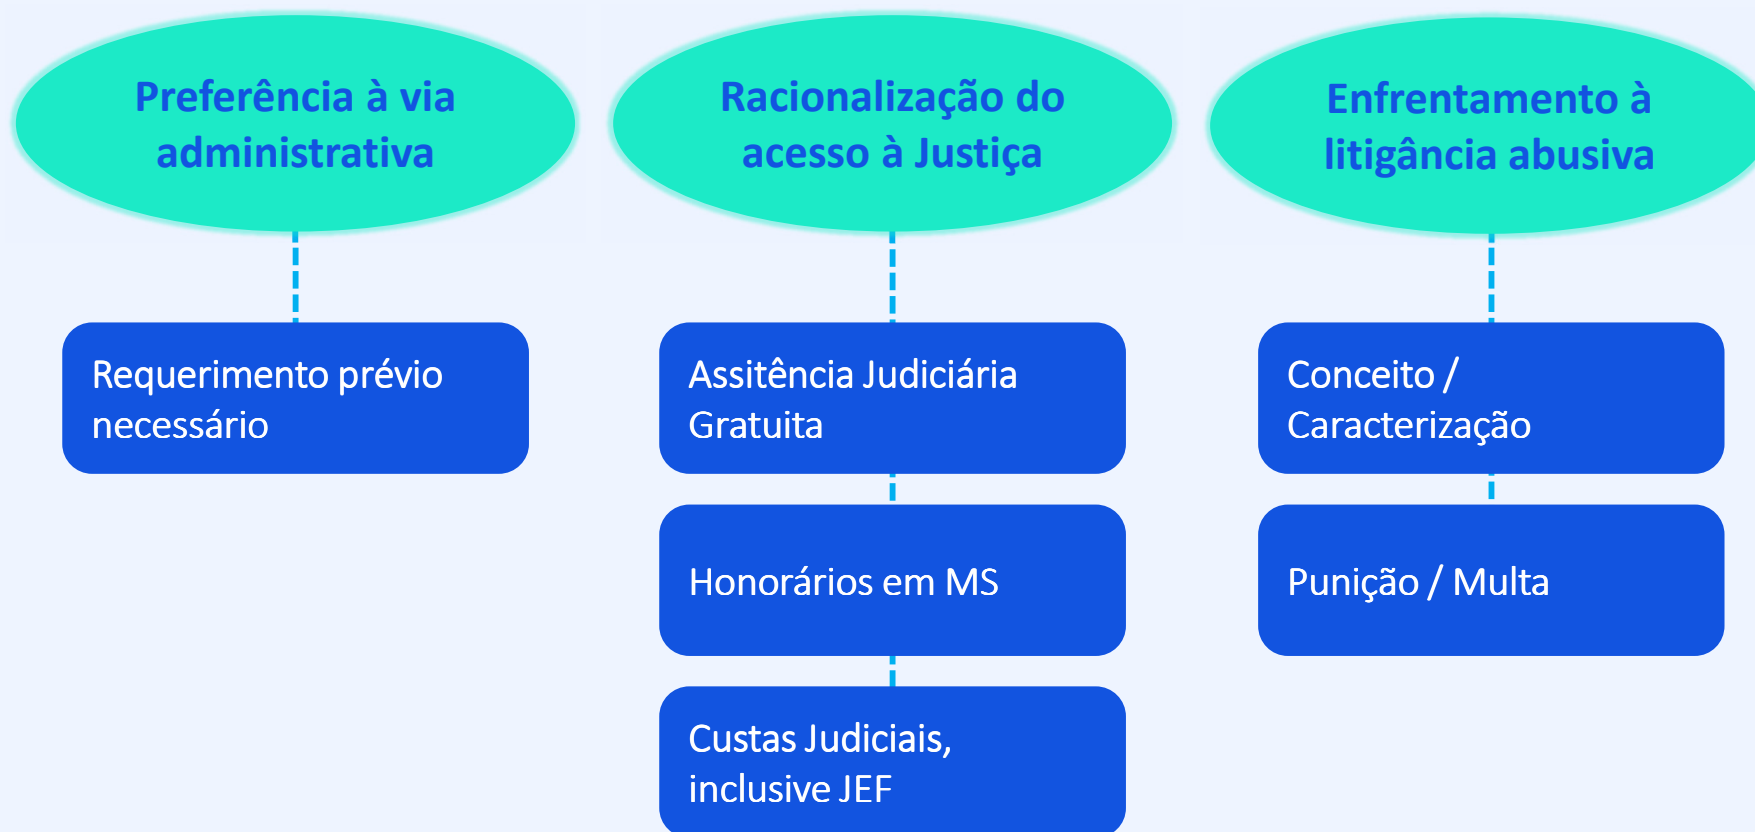 Preferência à via
administrativa
Requerimento prévio
necessário
Racionalização do
acesso à Justiça
Assitência Judiciária
Gratuita
Honorários em MS
Custas Judiciais,
inclusive JEF
Enfrentamento à
litigância abusiva
Conceito /
Caracterização
Punição / Multa